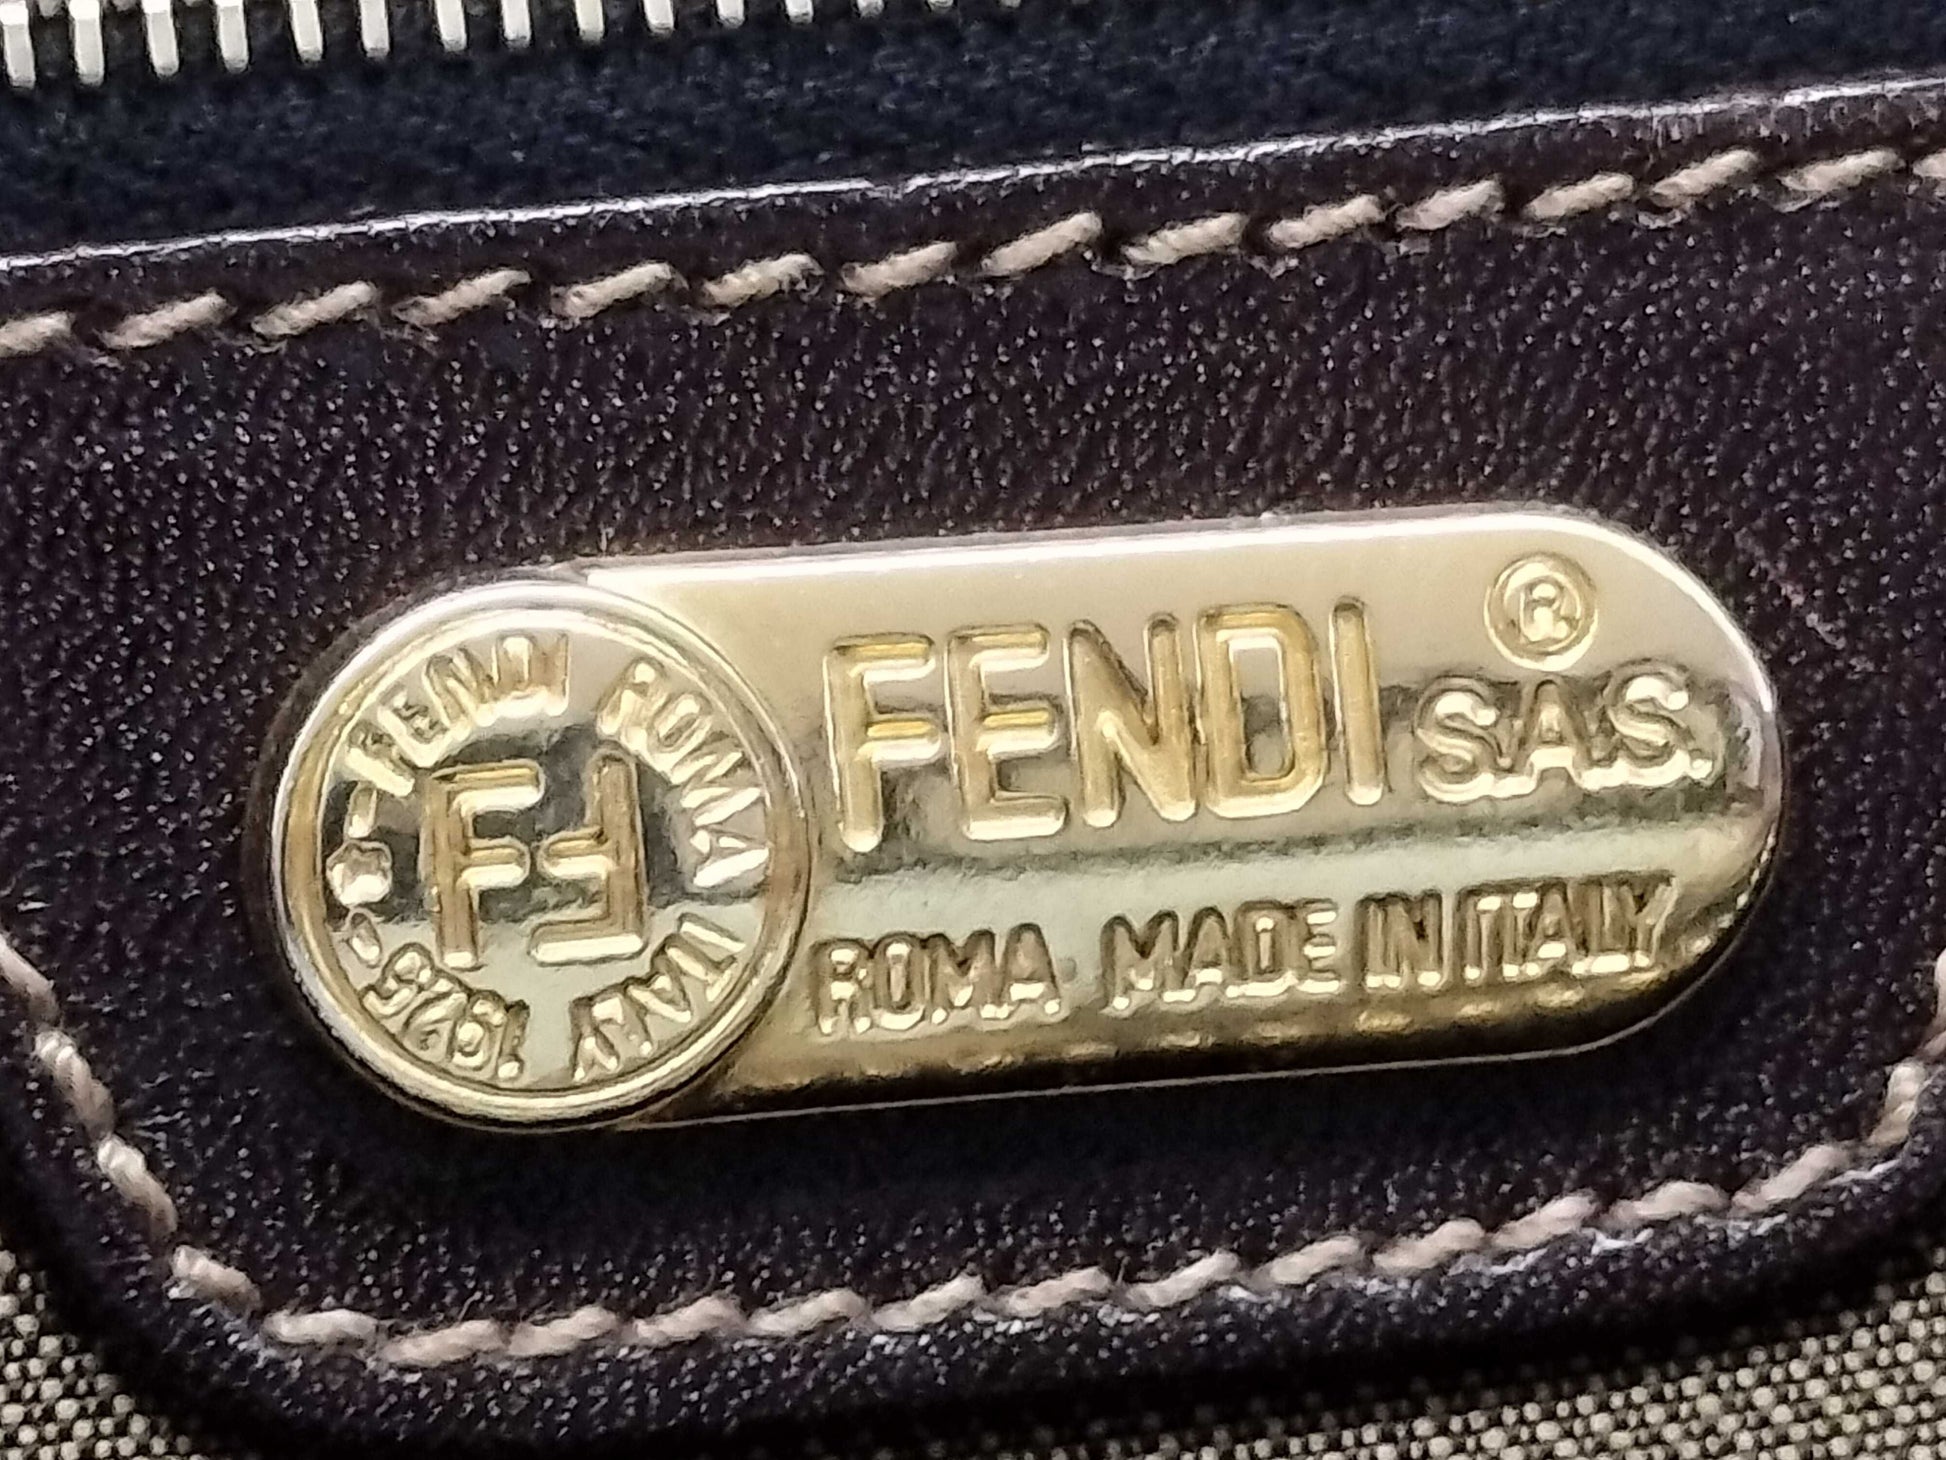 FENDI ROMA
ITALY 1925
FF
FENDI S.A.S. ®
ROMA MADE IN ITALY